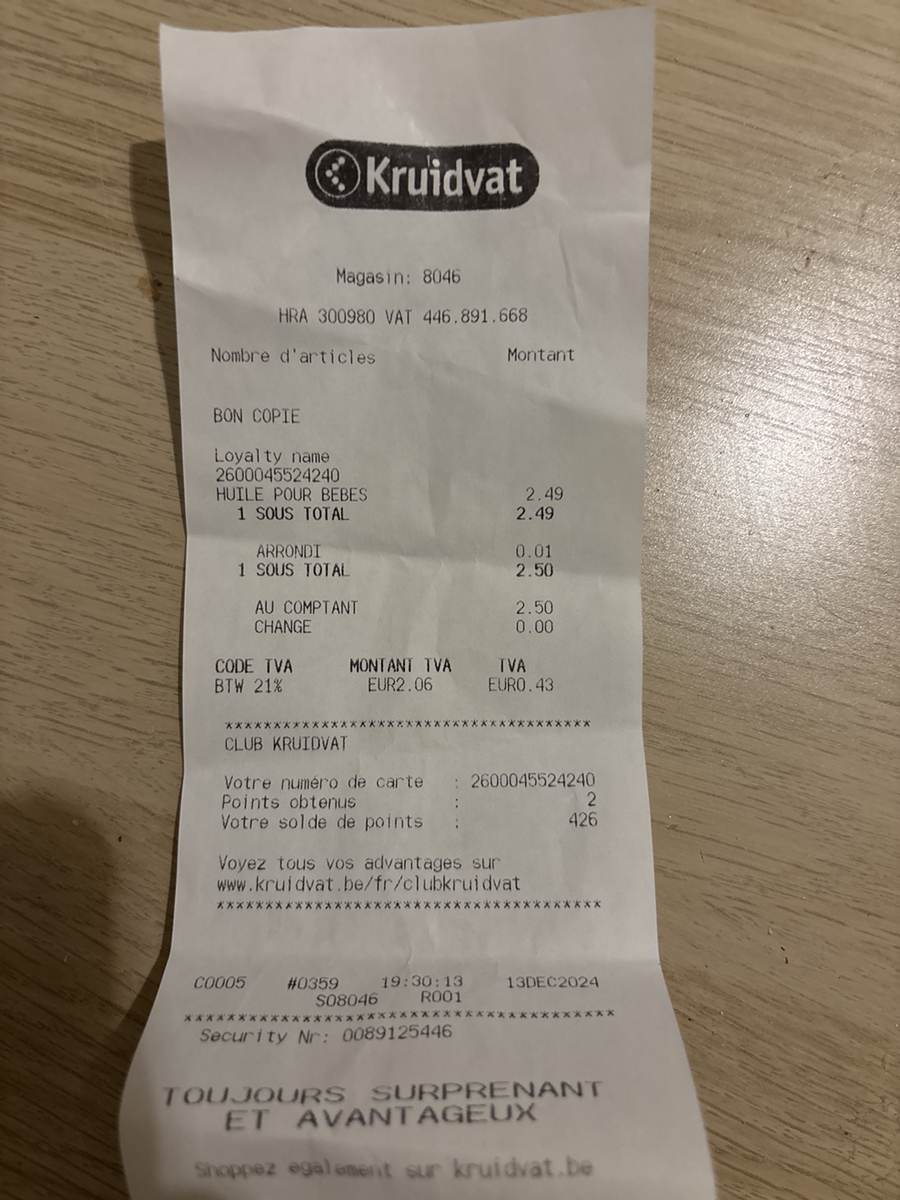 Kruidvat
Magasin: 8046
HRA 300980 VAT 446.891.668
Nombre d'articles Montant
BON COPIE
Loyalty name
2600045524240
HUILE POUR BEBES 2.49
1 SOUS TOTAL 2.49
ARRONDI 0.01
1 SOUS TOTAL 2.50
AU COMPTANT 2.50
CHANGE 0.00
CODE TVA MONTANT TVA TVA
BTW 21% EUR2.06 EUR0.43
***************************************
CLUB KRUIDVAT
Votre numéro de carte : 2600045524240
Points obtenus : 2
Votre solde de points : 426
Voyez tous vos advantages sur
www.kruidvat.be/fr/clubkruidvat
***************************************
C0005 #0359 19:30:13 13DEC2024
S08046 R001
***************************************
Security Nr: 0089125446
TOUJOURS SURPRENANT
ET AVANTAGEUX
Shoppez egalement sur kruidvat.be